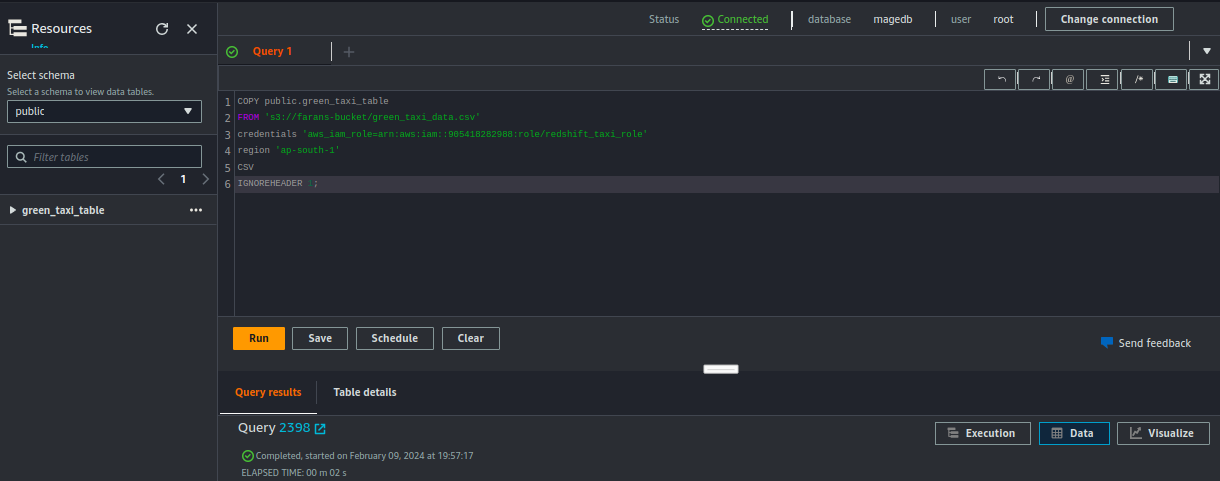 Resources
Info
Status Connected database magedb user root Change connection
Query 1
Select schema
Select a schema to view data tables.
public
Filter tables
1
green_taxi_table
@ /*
1 COPY public.green_taxi_table
2 FROM 's3://farans-bucket/green_taxi_data.csv'
3 credentials 'aws_iam_role=arn:aws:iam::905418282988:role/redshift_taxi_role'
4 region 'ap-south-1'
5 CSV
6 IGNOREHEADER 1;
Run Save Schedule Clear
Send feedback
Query results Table details
Query 2398
Execution Data Visualize
Completed, started on February 09, 2024 at 19:57:17
ELAPSED TIME: 00 m 02 s